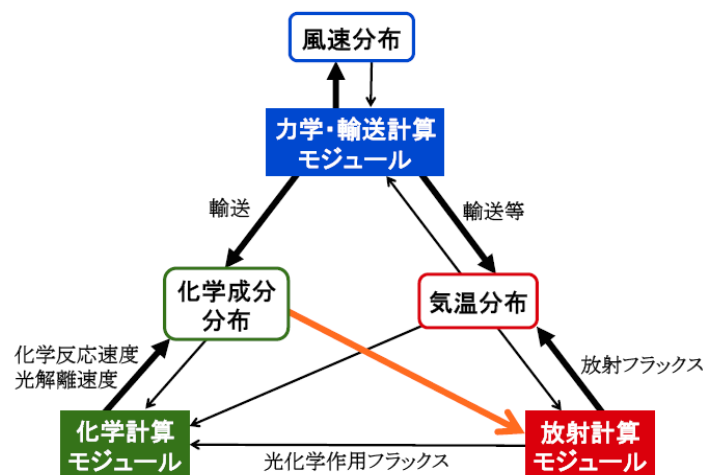 風速分布
力学・輸送計算
モジュール
輸送
輸送等
化学成分
分布
気温分布
化学反応速度
光解離速度
放射フラックス
化学計算
モジュール
光化学作用フラックス
放射計算
モジュール